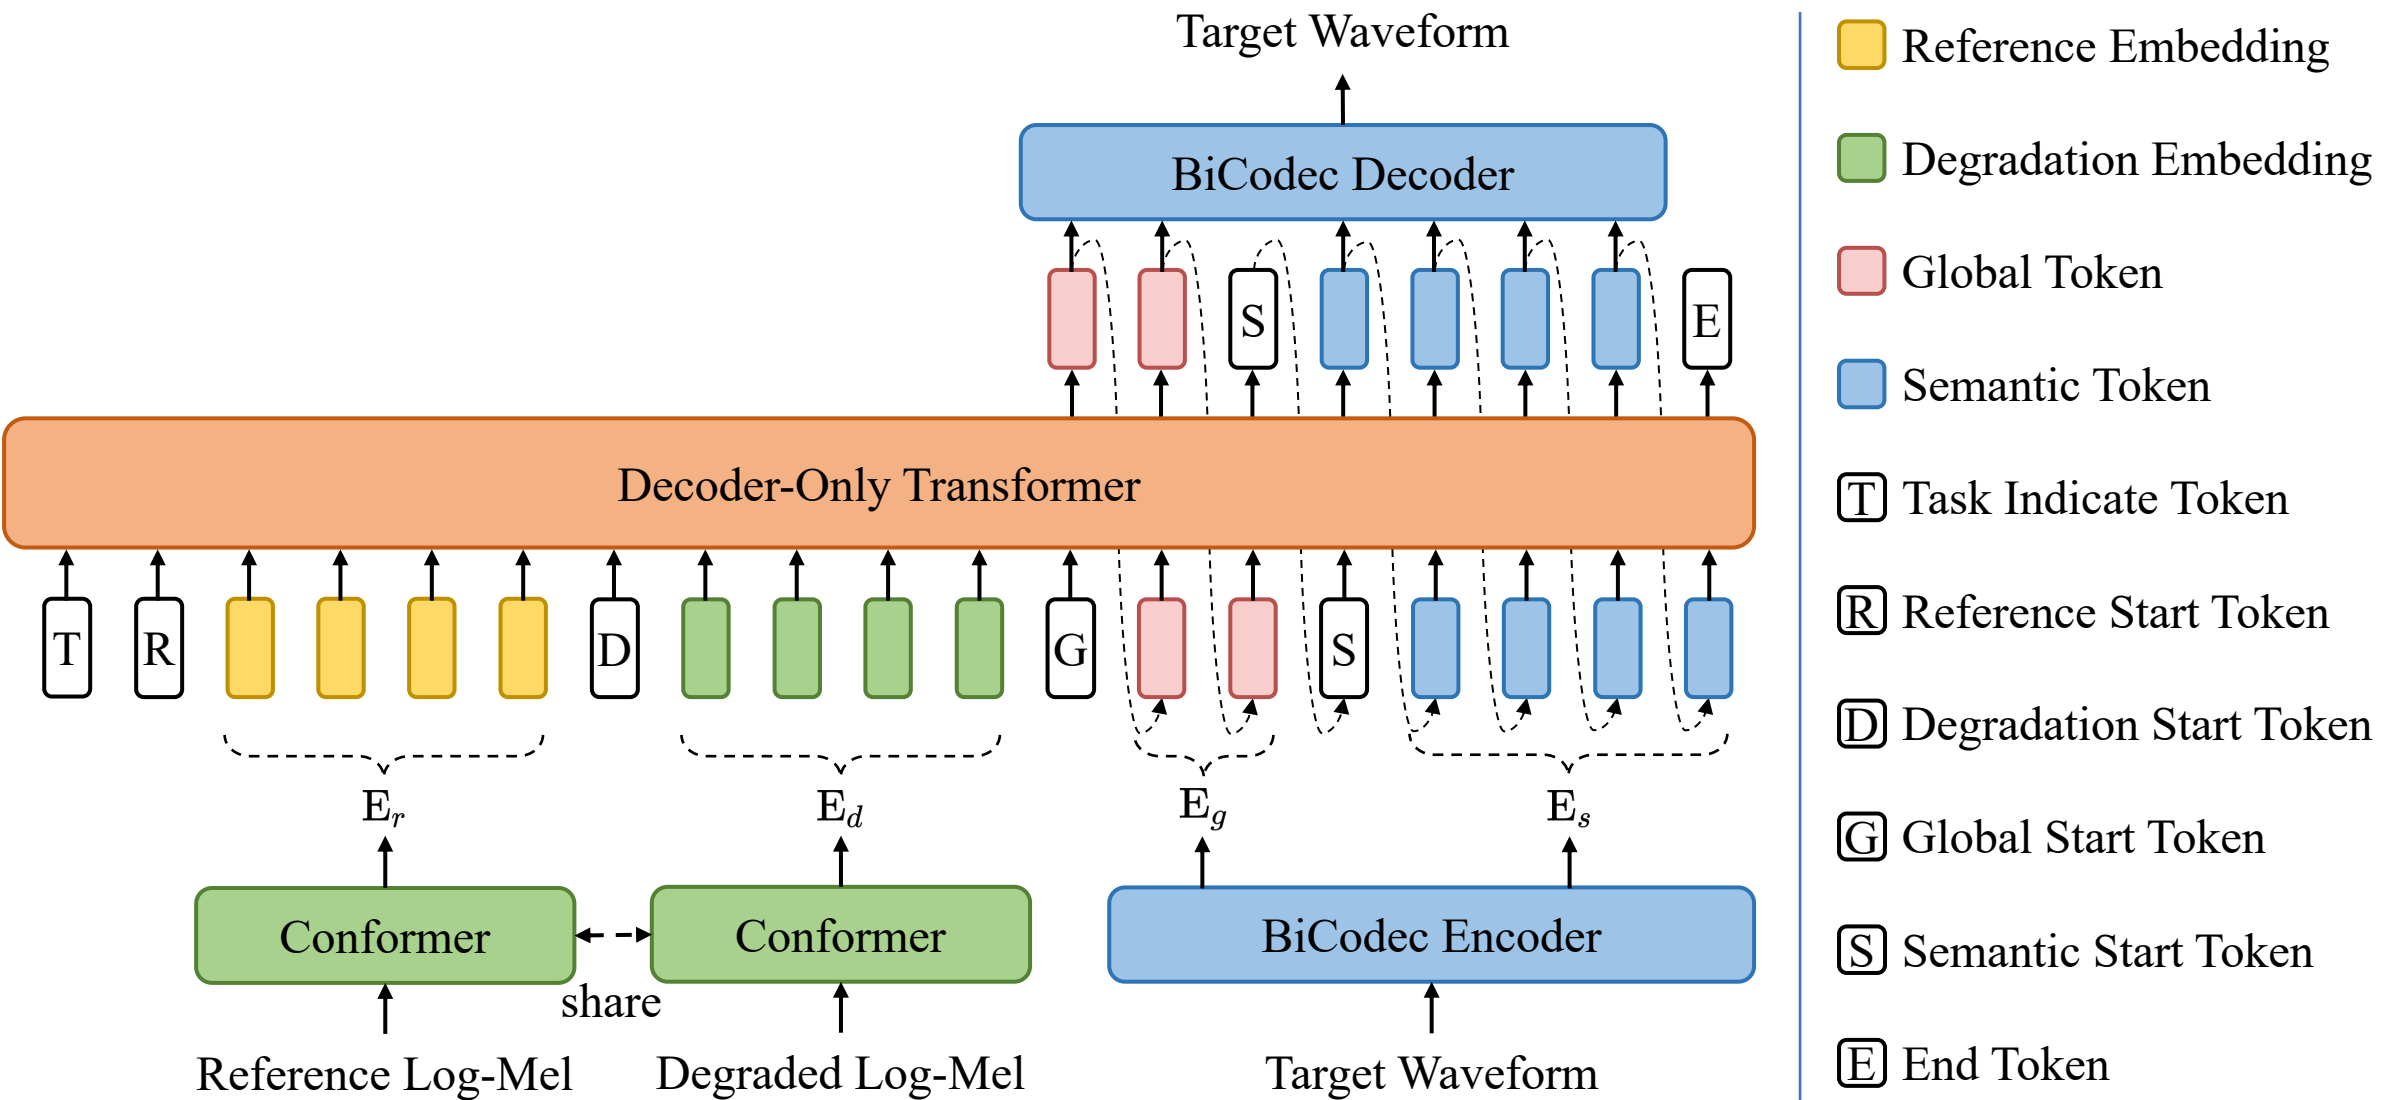 Target Waveform
BiCodec Decoder
S
E
Decoder-Only Transformer
T
R
D
G
S
E_r
E_d
E_g
E_s
Conformer
share
Conformer
BiCodec Encoder
Reference Log-Mel
Degraded Log-Mel
Target Waveform
Reference Embedding
Degradation Embedding
Global Token
Semantic Token
T Task Indicate Token
R Reference Start Token
D Degradation Start Token
G Global Start Token
S Semantic Start Token
E End Token